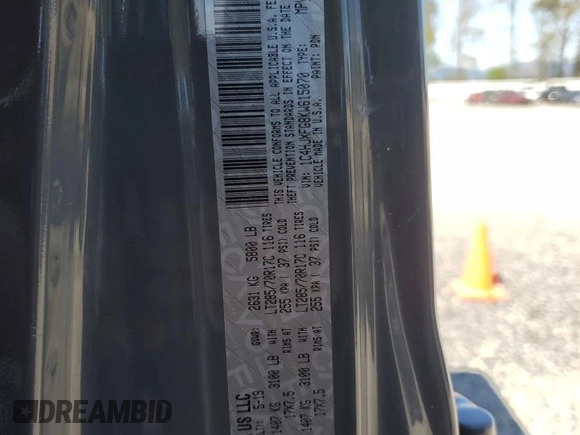 US LLC
5-19 GVWR: 2631 KG 5800 LB
1407 KG 3100 LB WITH LT285/70R17C 116 TIRES
17X7.5 RIMS AT 255 KPA ( 37 PSI) COLD
1407 KG 3100 LB WITH LT285/70R17C 116 TIRES
17X7.5 RIMS AT 255 KPA ( 37 PSI) COLD
THIS VEHICLE CONFORMS TO ALL APPLICABLE U.S.A. FE
THEFT PREVENTION STANDARDS IN EFFECT ON THE DATE
VIN: 1C4HJXFG8KW615070 TYPE: MP
VEHICLE MADE IN U.S.A. PAINT: PDN
DREAMBID